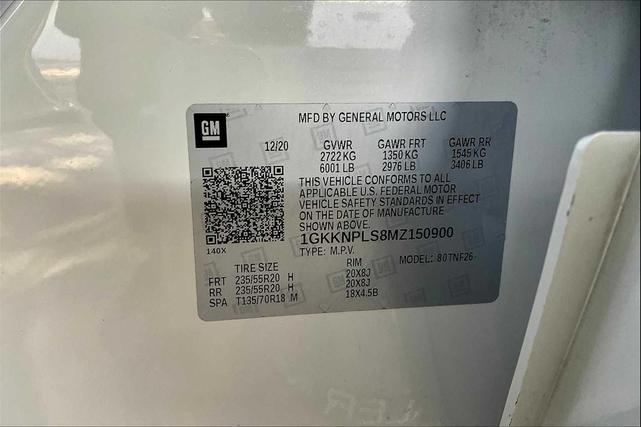 MFD BY GENERAL MOTORS LLC
GM
12/20 GVWR GAWR FRT GAWR RR
2722 KG 1350 KG 1545 KG
6001 LB 2976 LB 3406 LB
THIS VEHICLE CONFORMS TO ALL
APPLICABLE U.S. FEDERAL MOTOR
VEHICLE SAFETY STANDARDS IN EFFECT
ON THE DATE OF MANUFACTURE
SHOWN ABOVE.
1GKKNPLS8MZ150900
140X
TYPE: M.P.V. MODEL: 80TNF26
TIRE SIZE RIM
FRT 235/55R20 H 20X8J
RR 235/55R20 H 20X8J
SPA T135/70R18 M 18X4.5B